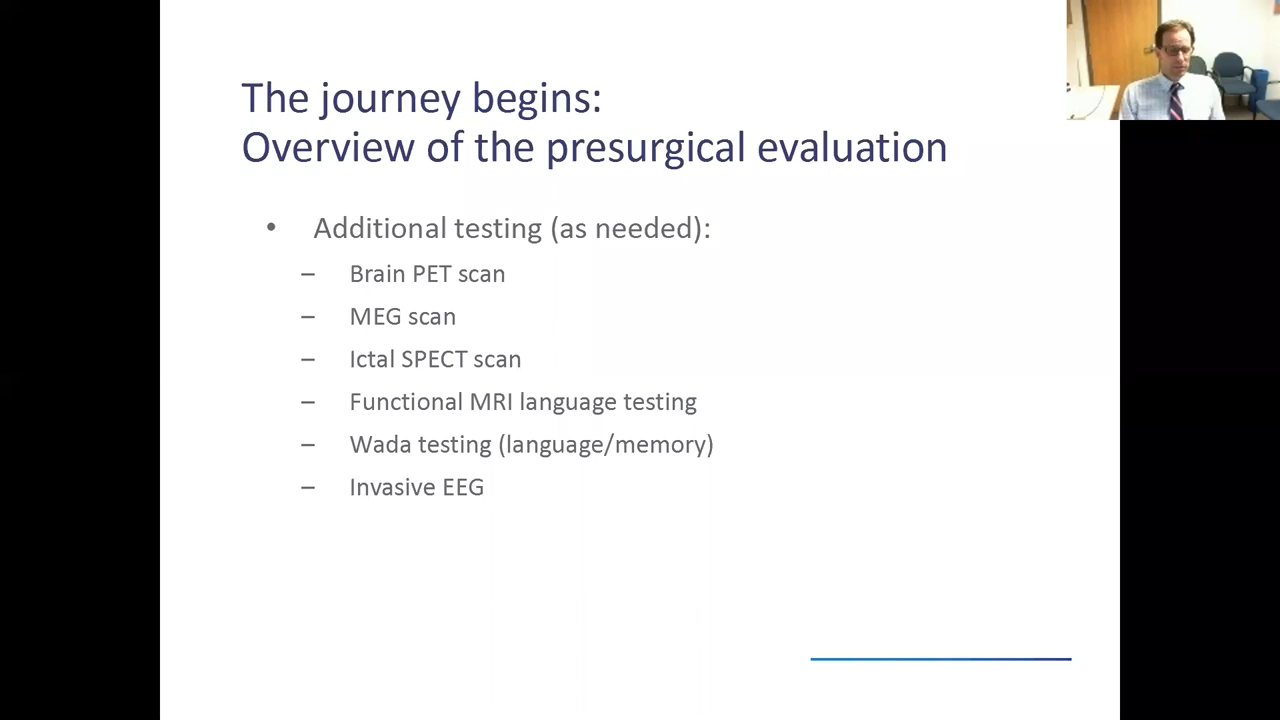 The journey begins:
Overview of the presurgical evaluation
• Additional testing (as needed):
– Brain PET scan
– MEG scan
– Ictal SPECT scan
– Functional MRI language testing
– Wada testing (language/memory)
– Invasive EEG